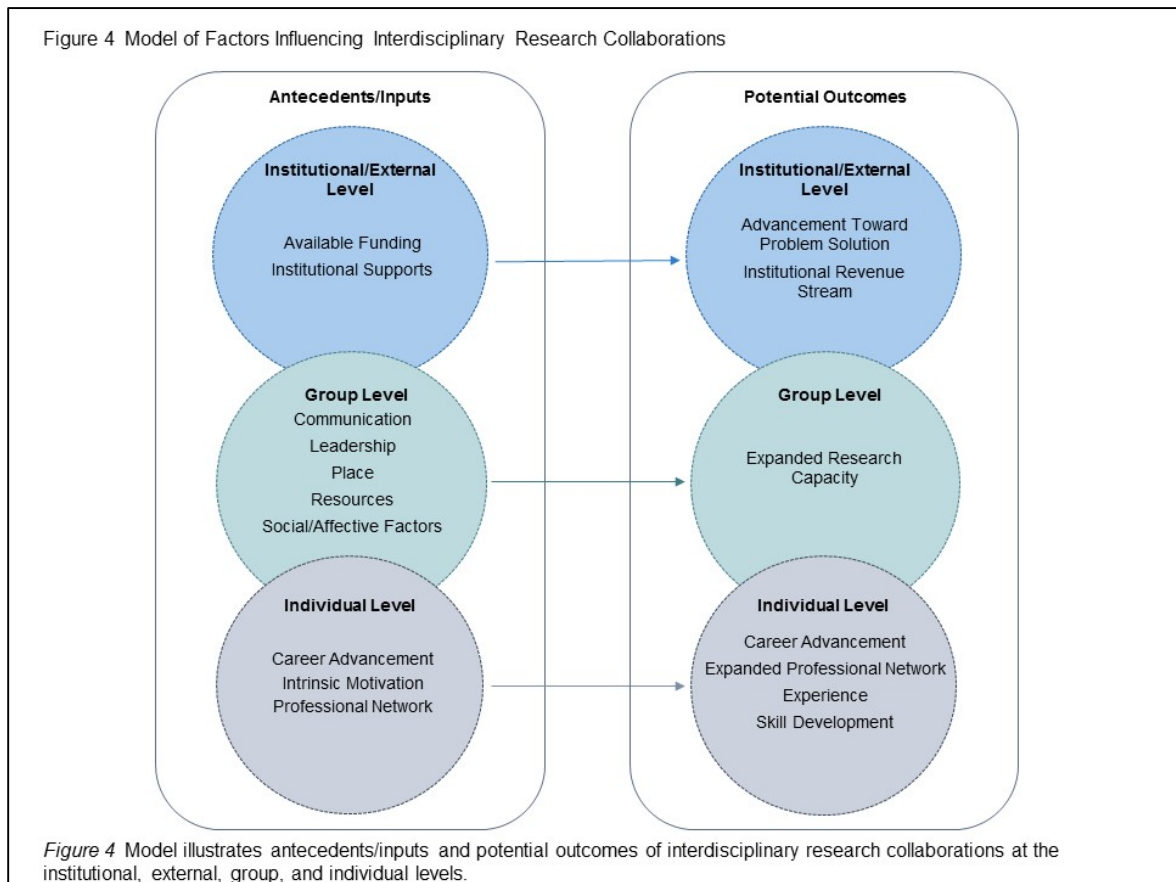 Figure 4 Model of Factors Influencing Interdisciplinary Research Collaborations
Antecedents/Inputs
Institutional/External
Level
Available Funding
Institutional Supports
Group Level
Communication
Leadership
Place
Resources
Social/Affective Factors
Individual Level
Career Advancement
Intrinsic Motivation
Professional Network
Potential Outcomes
Institutional/External
Level
Advancement Toward
Problem Solution
Institutional Revenue
Stream
Group Level
Expanded Research
Capacity
Individual Level
Career Advancement
Expanded Professional Network
Experience
Skill Development
Figure 4 Model illustrates antecedents/inputs and potential outcomes of interdisciplinary research collaborations at the
institutional, external, group, and individual levels.